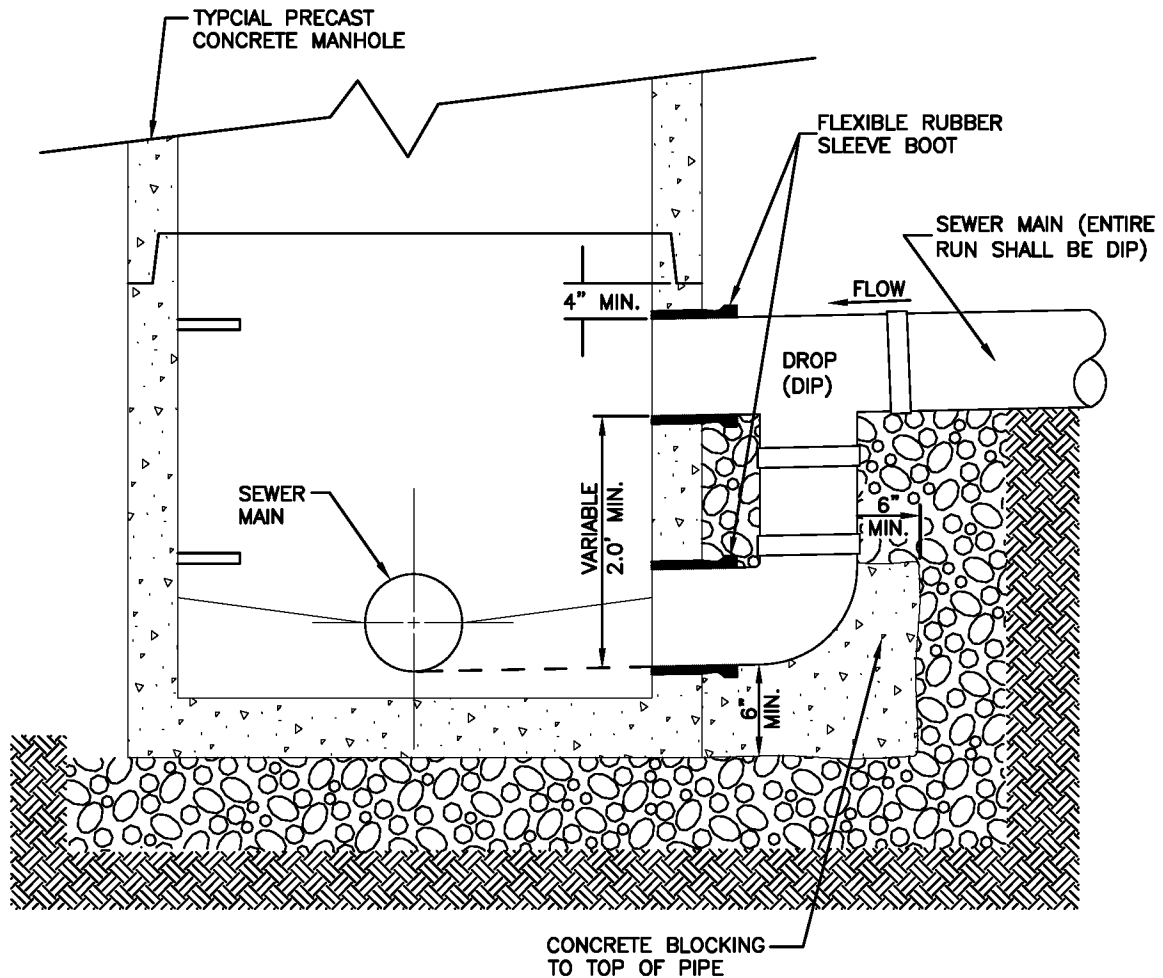 TYPCIAL PRECAST
CONCRETE MANHOLE
FLEXIBLE RUBBER
SLEEVE BOOT
SEWER MAIN (ENTIRE
RUN SHALL BE DIP)
4" MIN.
FLOW
DROP
(DIP)
SEWER
MAIN
VARIABLE
2.0' MIN.
6"
MIN.
6"
MIN.
CONCRETE BLOCKING
TO TOP OF PIPE